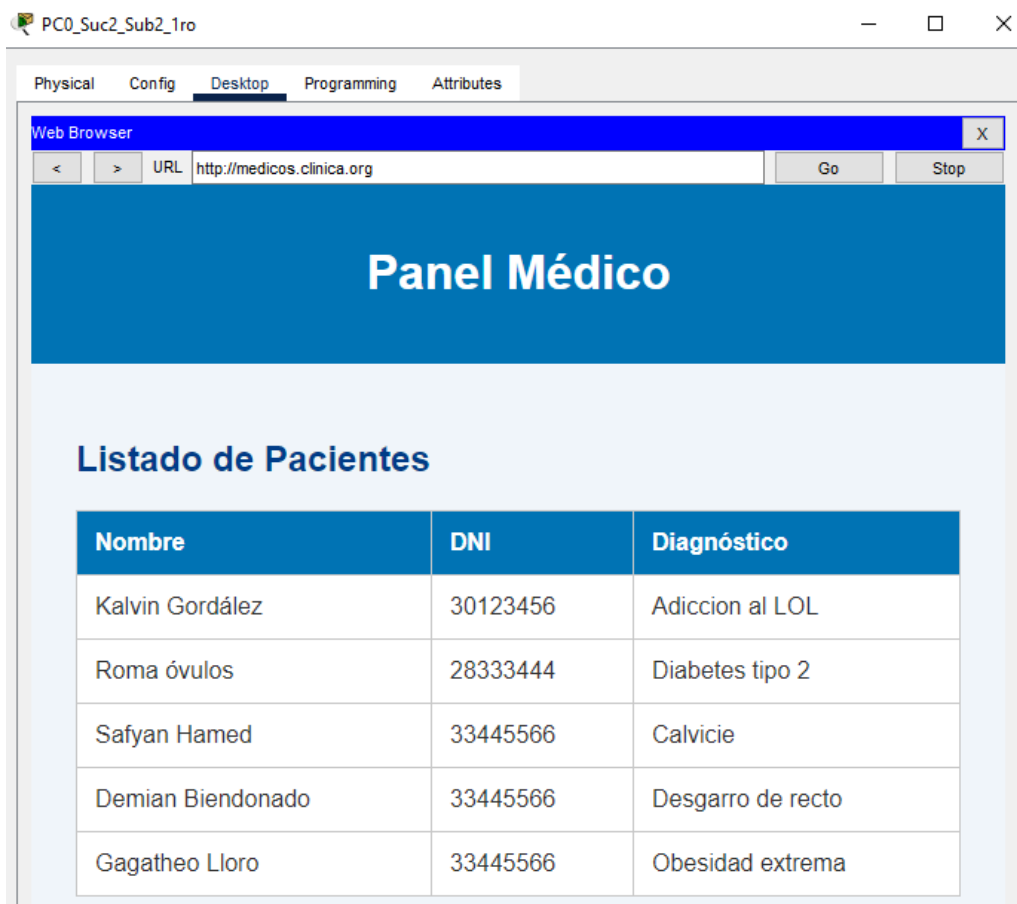 PC0_Suc2_Sub2_1ro
Physical Config Desktop Programming Attributes
Web Browser X
< > URL http://medicos.clinica.org Go Stop
Panel Médico
Listado de Pacientes
Nombre DNI Diagnóstico
Kalvin Gordález 30123456 Adiccion al LOL
Roma óvulos 28333444 Diabetes tipo 2
Safyan Hamed 33445566 Calvicie
Demian Biendonado 33445566 Desgarro de recto
Gagatheo Lloro 33445566 Obesidad extrema